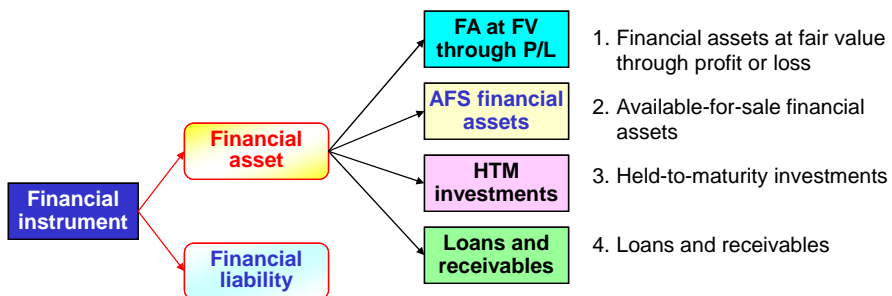 FA at FV
through P/L
1. Financial assets at fair value
through profit or loss
AFS financial
assets
2. Available-for-sale financial
assets
Financial
asset
HTM
investments
3. Held-to-maturity investments
Financial
instrument
Loans and
receivables
4. Loans and receivables
Financial
liability